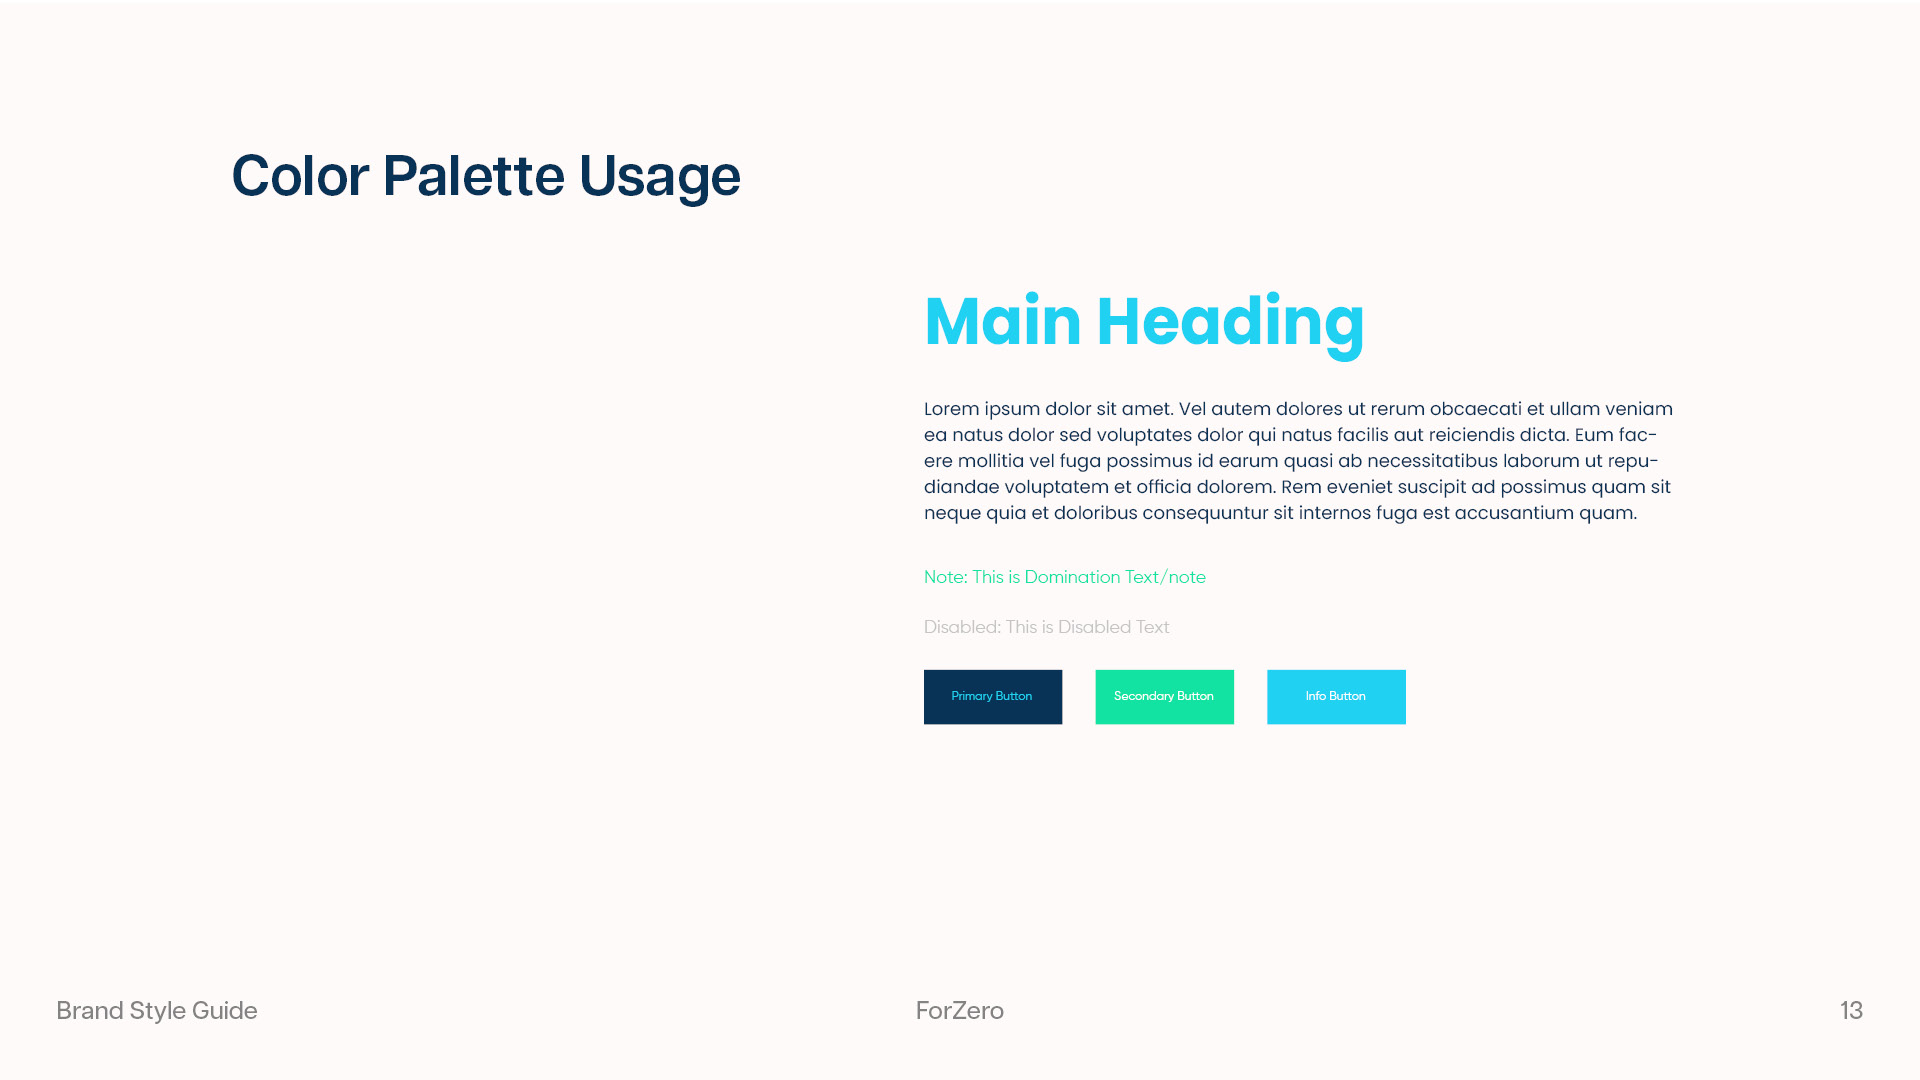 Color Palette Usage
Main Heading
Lorem ipsum dolor sit amet. Vel autem dolores ut rerum obcaecati et ullam veniam
ea natus dolor sed voluptates dolor qui natus facilis aut reiciendis dicta. Eum fac-
ere mollitia vel fuga possimus id earum quasi ab necessitatibus laborum ut repu-
diandae voluptatem et officia dolorem. Rem eveniet suscipit ad possimus quam sit
neque quia et doloribus consequuntur sit internos fuga est accusantium quam.
Note: This is Domination Text/note
Disabled: This is Disabled Text
Primary Button
Secondary Button
Info Button
Brand Style Guide
ForZero
13